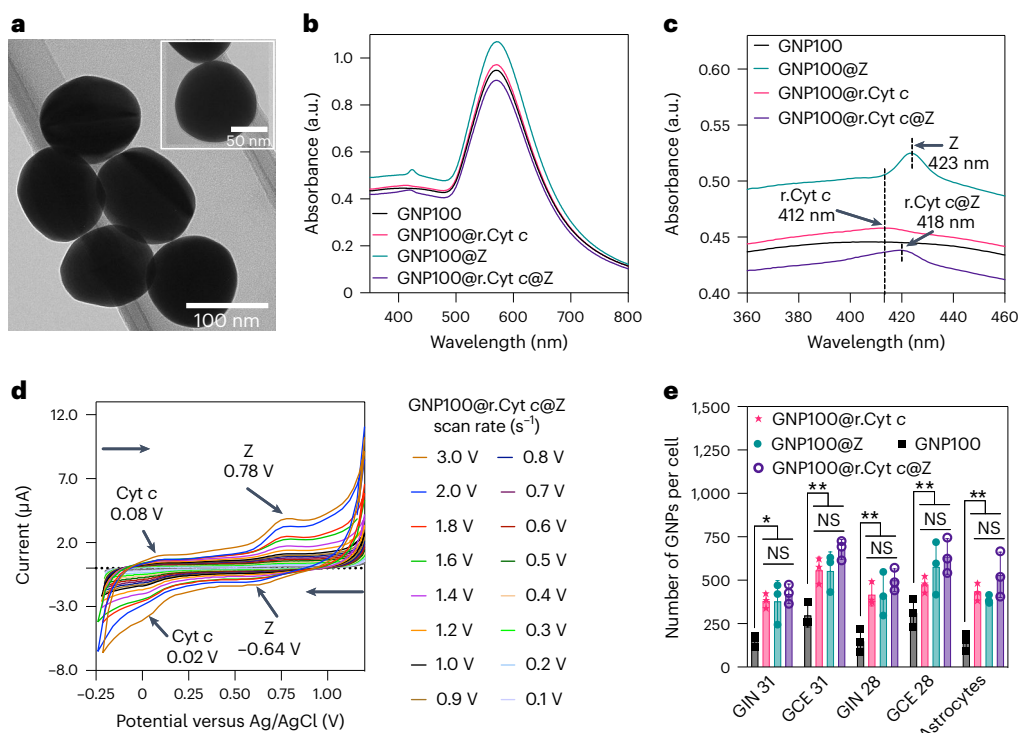 a
50 nm
100 nm
b
Absorbance (a.u.)
1.0
0.8
0.6
0.4
0.2
0
GNP100
GNP100@r.Cyt c
GNP100@Z
GNP100@r.Cyt c@Z
400 500 600 700 800
Wavelength (nm)
c
Absorbance (a.u.)
0.60
0.55
0.50
0.45
0.40
GNP100
GNP100@Z
GNP100@r.Cyt c
GNP100@r.Cyt c@Z
Z
423 nm
r.Cyt c
412 nm
r.Cyt c@Z
418 nm
360 380 400 420 440 460
Wavelength (nm)
d
Current (µA)
12.0
7.0
2.0
−3.0
−8.0
Z
0.78 V
Cyt c
0.08 V
Cyt c
0.02 V
Z
−0.64 V
−0.25 0 0.25 0.50 0.75 1.00
Potential versus Ag/AgCl (V)
GNP100@r.Cyt c@Z
scan rate (s⁻¹)
3.0 V 0.8 V
2.0 V 0.7 V
1.8 V 0.6 V
1.6 V 0.5 V
1.4 V 0.4 V
1.2 V 0.3 V
1.0 V 0.2 V
0.9 V 0.1 V
e
Number of GNPs per cell
1,500
1,250
1,000
750
500
250
0
GNP100@r.Cyt c
GNP100@Z GNP100
GNP100@r.Cyt c@Z
* NS
** NS
** NS
** NS
** NS
GIN 31
GCE 31
GIN 28
GCE 28
Astrocytes